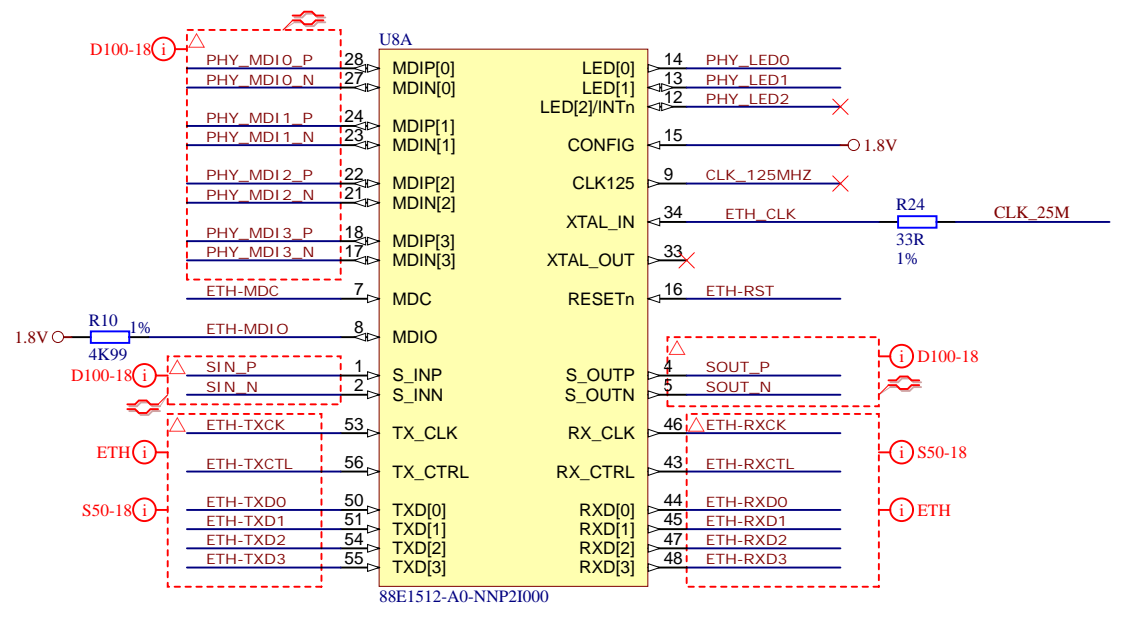 U8A
D100-18 i
PHY_MDI0_P 28 MDIP[0] LED[0] 14 PHY_LED0
PHY_MDI0_N 27 MDIN[0] LED[1] 13 PHY_LED1
LED[2]/INTn 12 PHY_LED2
PHY_MDI1_P 24 MDIP[1]
PHY_MDI1_N 23 MDIN[1] CONFIG 15 1.8V
PHY_MDI2_P 22 MDIP[2] CLK125 9 CLK_125MHZ
PHY_MDI2_N 21 MDIN[2]
XTAL_IN 34 ETH_CLK R24 CLK_25M
33R
1%
PHY_MDI3_P 18 MDIP[3]
PHY_MDI3_N 17 MDIN[3] XTAL_OUT 33
ETH-MDC 7 MDC RESETn 16 ETH-RST
1.8V R10 1% ETH-MDIO 8 MDIO
4K99
D100-18 i SIN_P 1 S_INP S_OUTP 4 SOUT_P i D100-18
SIN_N 2 S_INN S_OUTN 5 SOUT_N
ETH-TXCK 53 TX_CLK RX_CLK 46 ETH-RXCK
ETH i i S50-18
ETH-TXCTL 56 TX_CTRL RX_CTRL 43 ETH-RXCTL
S50-18 i ETH-TXD0 50 TXD[0] RXD[0] 44 ETH-RXD0 i ETH
ETH-TXD1 51 TXD[1] RXD[1] 45 ETH-RXD1
ETH-TXD2 54 TXD[2] RXD[2] 47 ETH-RXD2
ETH-TXD3 55 TXD[3] RXD[3] 48 ETH-RXD3
88E1512-A0-NNP2I000